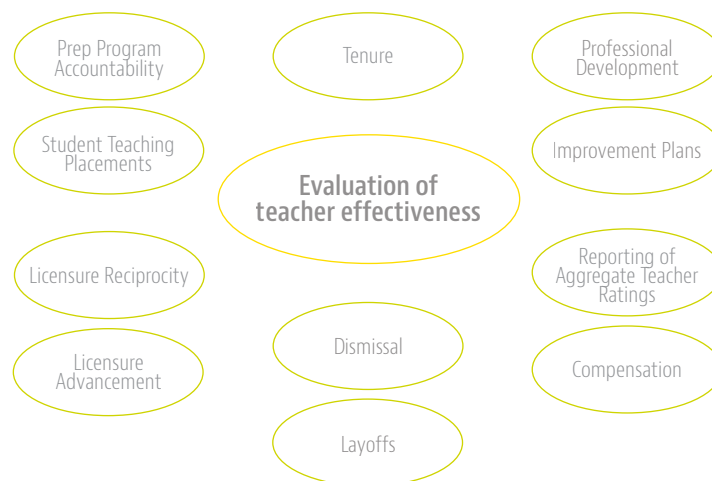 Prep Program
Accountability
Tenure
Professional
Development
Student Teaching
Placements
Improvement Plans
Evaluation of
teacher effectiveness
Licensure Reciprocity
Reporting of
Aggregate Teacher
Ratings
Licensure
Advancement
Dismissal
Compensation
Layoffs